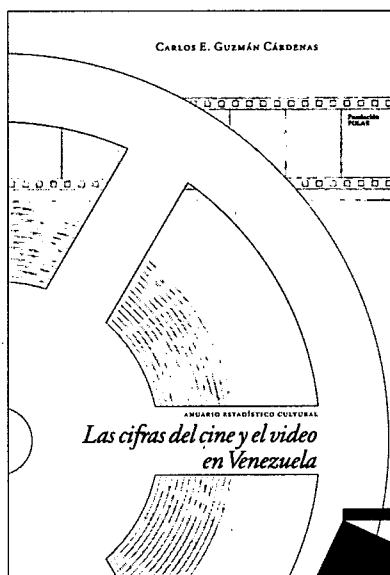 CARLOS E. GUZMÁN CÁRDENAS
Fundación
POLAR
ANUARIO ESTADÍSTICO CULTURAL
Las cifras del cine y el video
en Venezuela